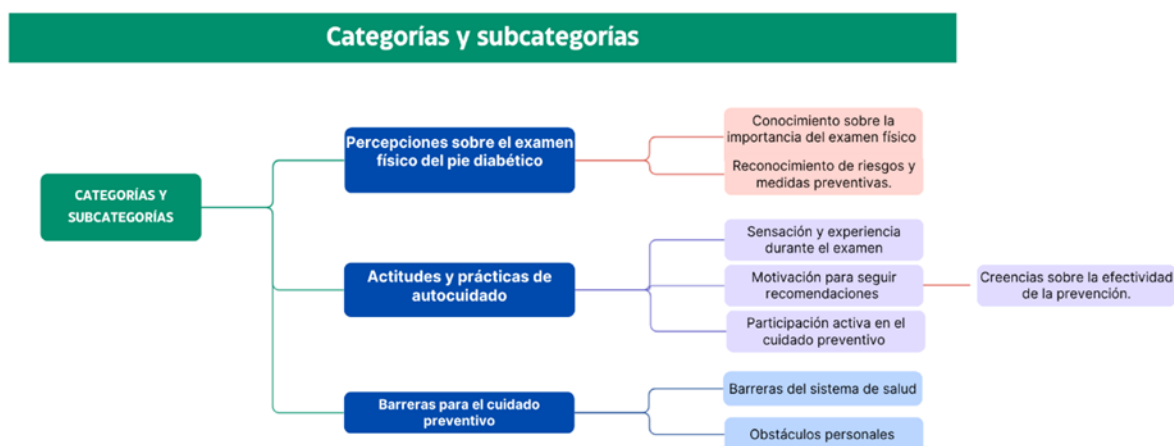 Categorías y subcategorías
CATEGORÍAS Y
SUBCATEGORÍAS
Percepciones sobre el examen
físico del pie diabético
Conocimiento sobre la
importancia del examen físico
Reconocimiento de riesgos y
medidas preventivas.
Actitudes y prácticas de
autocuidado
Sensación y experiencia
durante el examen
Motivación para seguir
recomendaciones
Creencias sobre la efectividad
de la prevención.
Participación activa en el
cuidado preventivo
Barreras para el cuidado
preventivo
Barreras del sistema de salud
Obstáculos personales